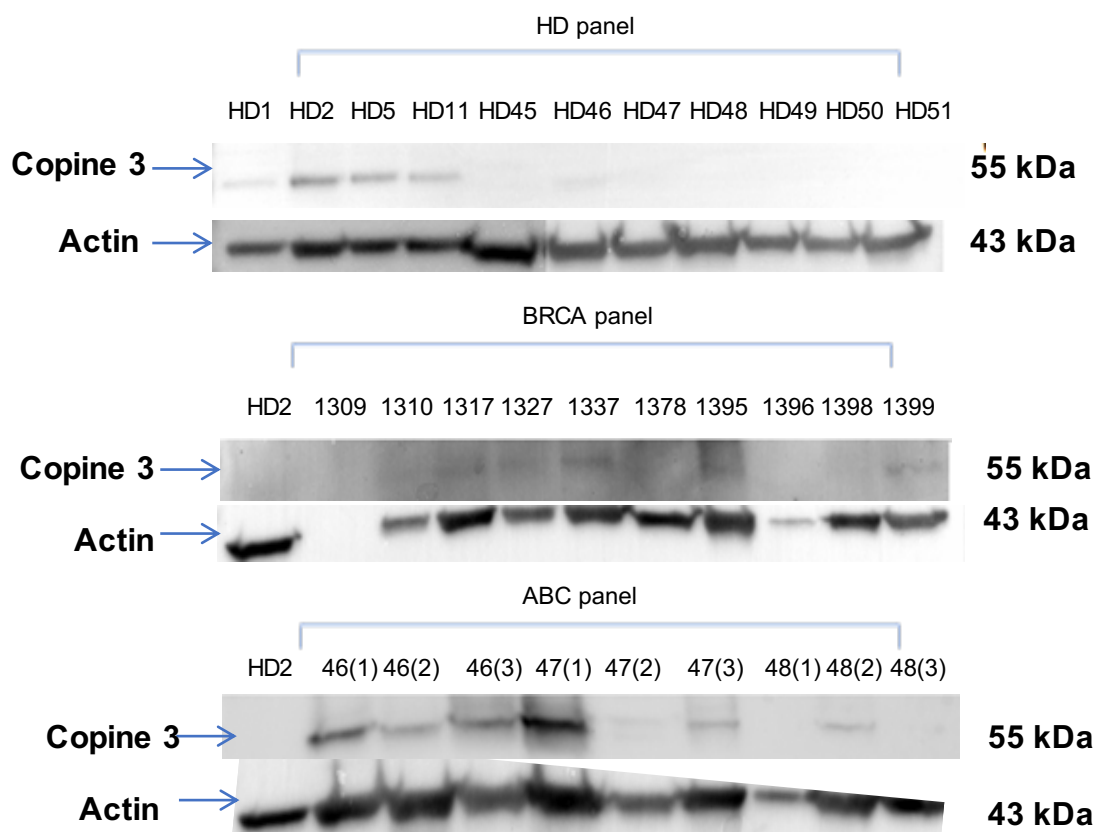 HD panel
HD1 HD2 HD5 HD11 HD45 HD46 HD47 HD48 HD49 HD50 HD51
Copine 3 55 kDa
Actin 43 kDa
BRCA panel
HD2 1309 1310 1317 1327 1337 1378 1395 1396 1398 1399
Copine 3 55 kDa
Actin 43 kDa
ABC panel
HD2 46(1) 46(2) 46(3) 47(1) 47(2) 47(3) 48(1) 48(2) 48(3)
Copine 3 55 kDa
Actin 43 kDa